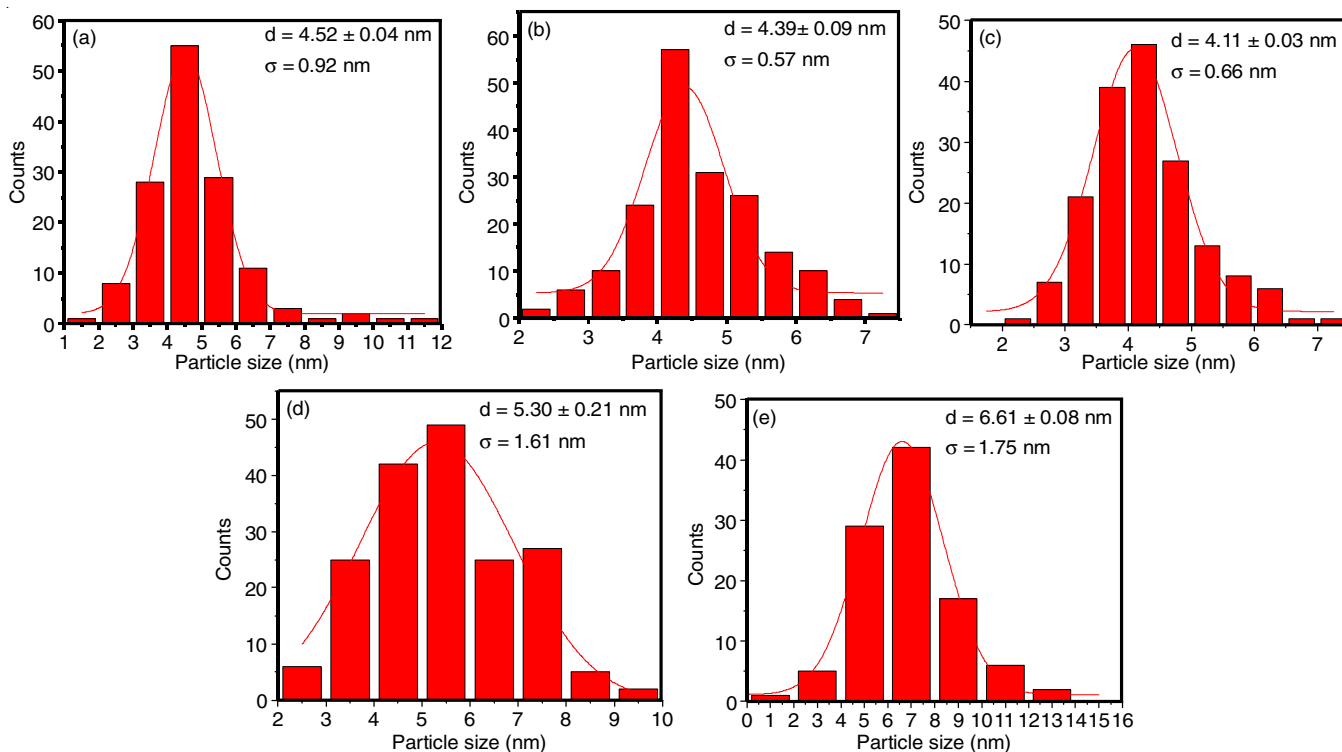 (a)
d = 4.52 ± 0.04 nm
σ = 0.92 nm
60
50
40
30
20
10
0
Counts
1 2 3 4 5 6 7 8 9 10 11 12
Particle size (nm)
(b)
d = 4.39± 0.09 nm
σ = 0.57 nm
60
50
40
30
20
10
0
Counts
2 3 4 5 6 7
Particle size (nm)
(c)
d = 4.11 ± 0.03 nm
σ = 0.66 nm
50
40
30
20
10
0
Counts
2 3 4 5 6 7
Particle size (nm)
(d)
d = 5.30 ± 0.21 nm
σ = 1.61 nm
50
40
30
20
10
0
Counts
2 3 4 5 6 7 8 9 10
Particle size (nm)
(e)
d = 6.61 ± 0.08 nm
σ = 1.75 nm
50
40
30
20
10
0
Counts
0 1 2 3 4 5 6 7 8 9 10 11 12 13 14 15 16
Particle size (nm)